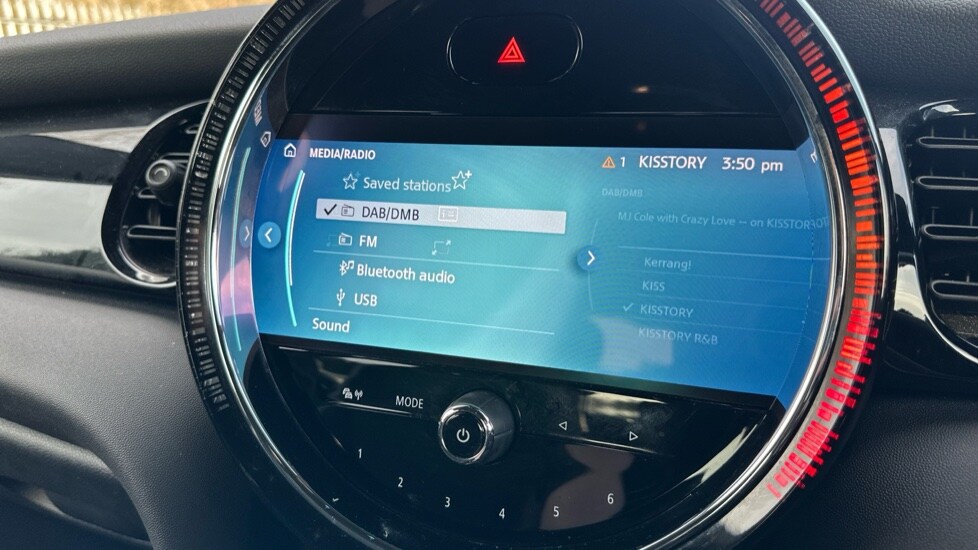 MEDIA/RADIO
1 KISSTORY 3:50 pm
Saved stations
DAB/DMB
FM
Bluetooth audio
USB
Sound
DAB/DMB
MJ Cole with Crazy Love — on KISSTORY
Kerrang!
KISS
KISSTORY
KISSTORY R&B
MODE
1
2
3
4
5
6